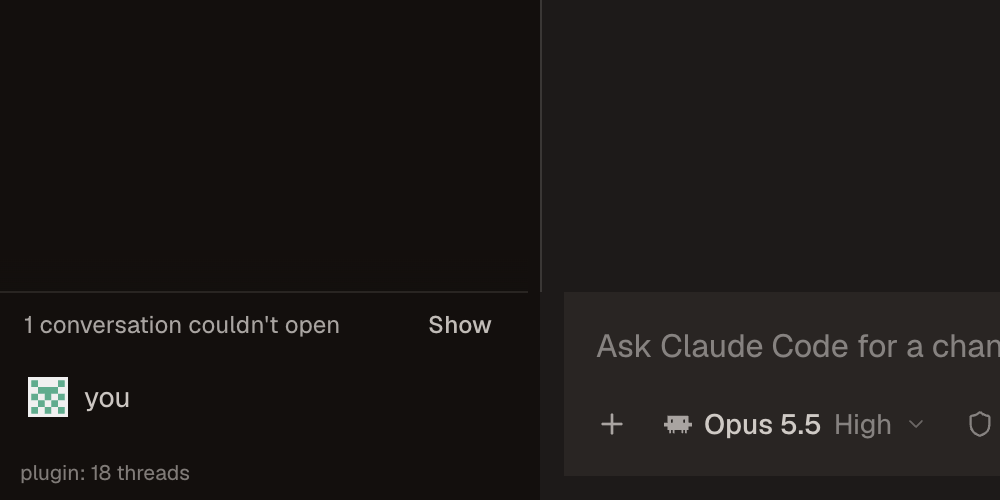 1 conversation couldn't open Show
you
plugin: 18 threads
Ask Claude Code for a chan
Opus 5.5 High